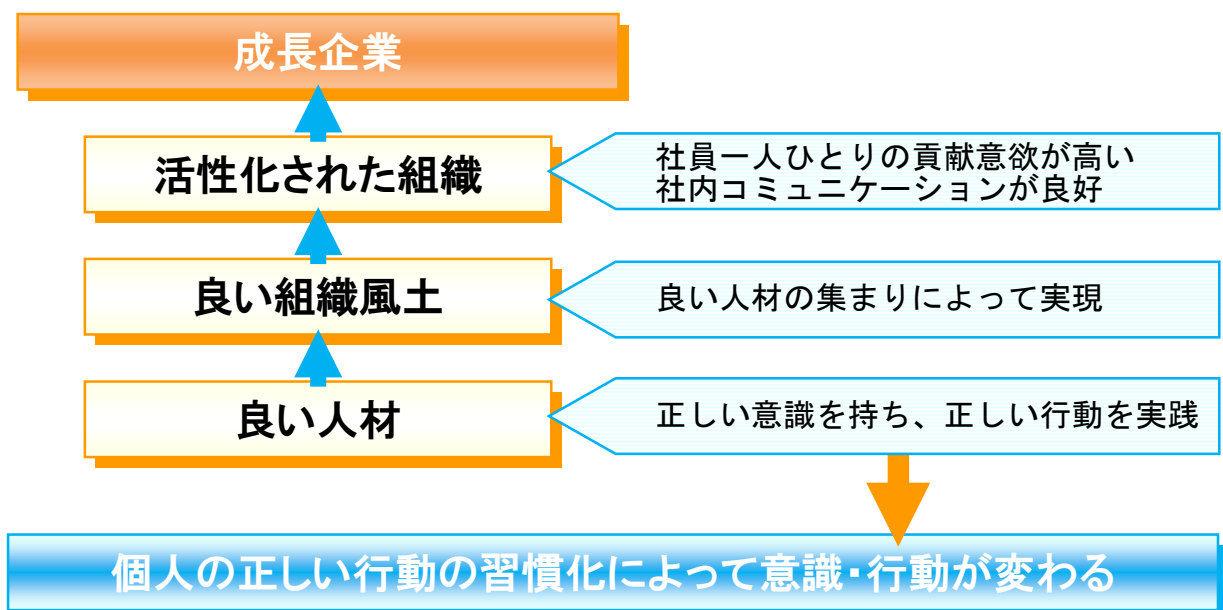 成長企業
活性化された組織
社員一人ひとりの貢献意欲が高い
社内コミュニケーションが良好
良い組織風土
良い人材の集まりによって実現
良い人材
正しい意識を持ち、正しい行動を実践
個人の正しい行動の習慣化によって意識・行動が変わる